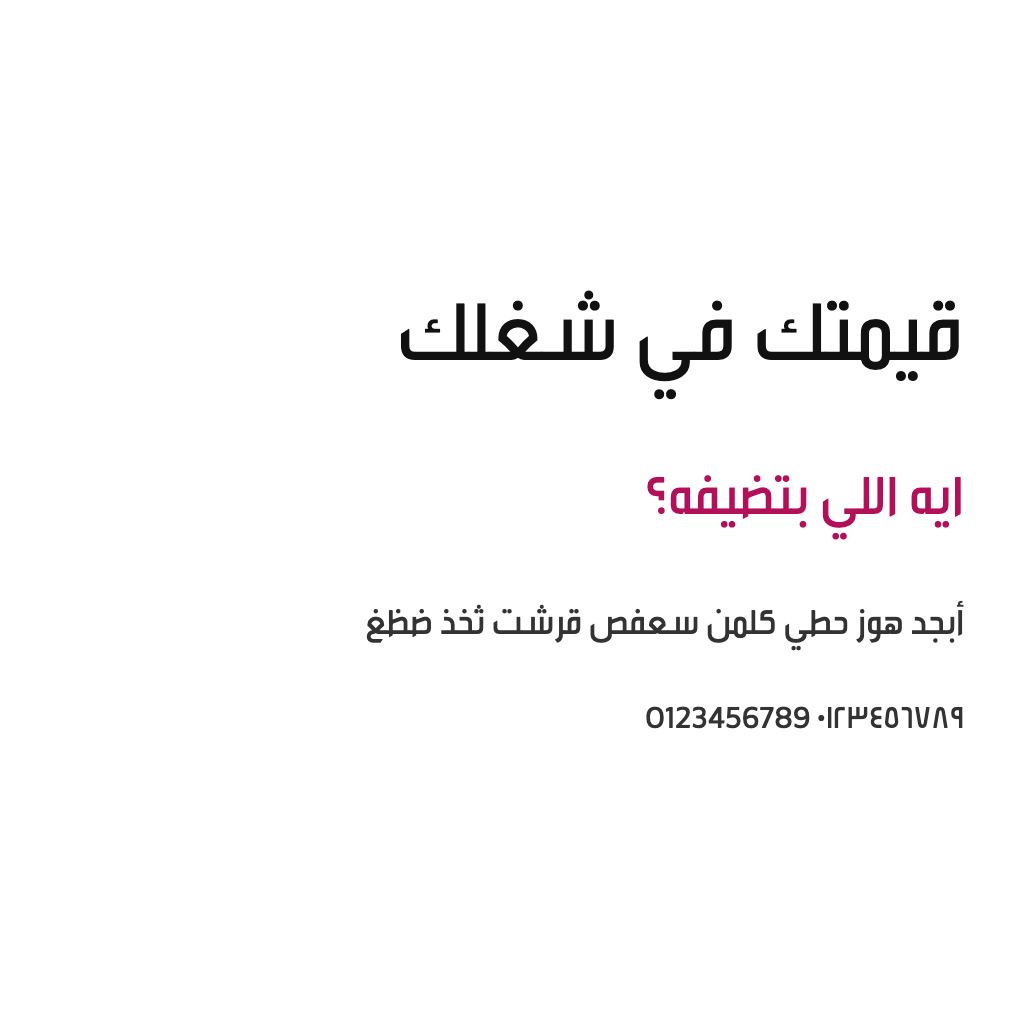 قيمتك في شغلك
ايه اللي بتضيفه؟
أبجد هوز حطي كلمن سعفص قرشت ثخذ ضظغ
٠١٢٣٤٥٦٧٨٩ 0123456789